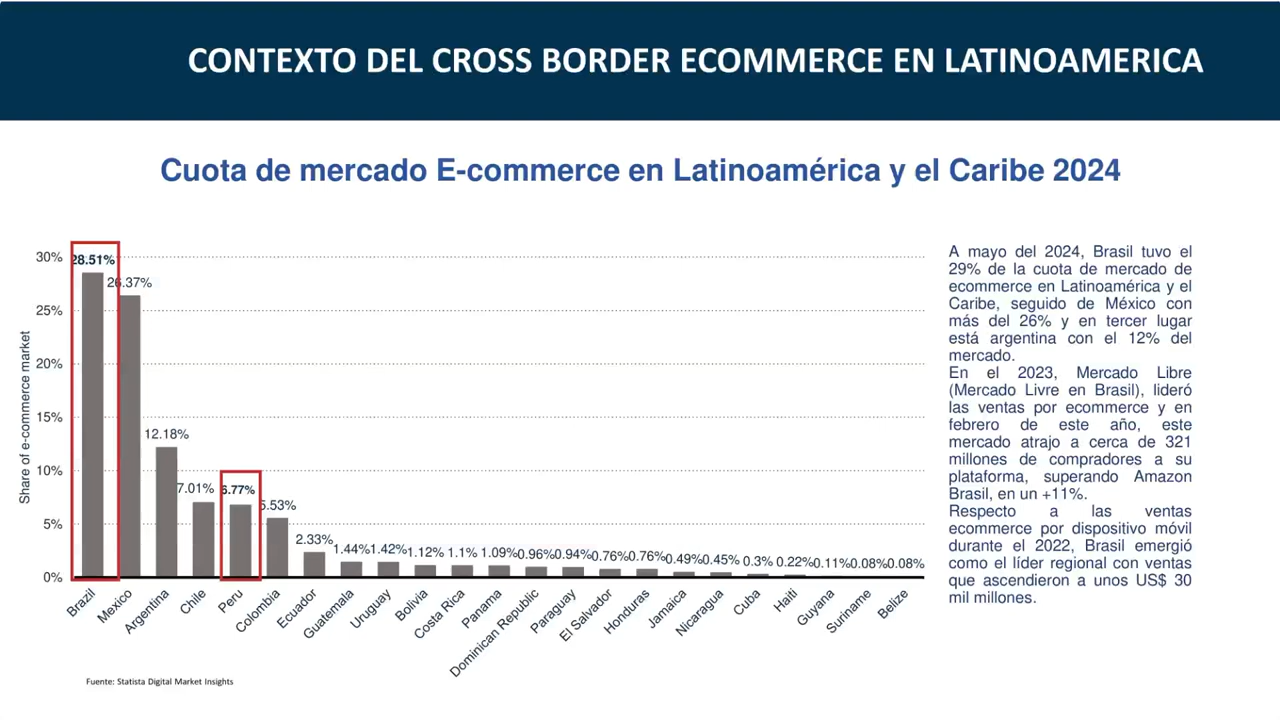 CONTEXTO DEL CROSS BORDER ECOMMERCE EN LATINOAMERICA
Cuota de mercado E-commerce en Latinoamérica y el Caribe 2024
Share of e-commerce market
30%
25%
20%
15%
10%
5%
0%
28.51%
26.37%
12.18%
7.01%
6.77%
5.53%
2.33%
1.44%
1.42%
1.12%
1.1%
1.09%
0.96%
0.94%
0.76%
0.76%
0.49%
0.45%
0.3%
0.22%
0.11%
0.08%
0.08%
Brazil
Mexico
Argentina
Chile
Peru
Colombia
Ecuador
Guatemala
Uruguay
Bolivia
Costa Rica
Panama
Dominican Republic
Paraguay
El Salvador
Honduras
Jamaica
Nicaragua
Cuba
Haiti
Guyana
Suriname
Belize
A mayo del 2024, Brasil tuvo el
29% de la cuota de mercado de
ecommerce en Latinoamérica y el
Caribe, seguido de México con
más del 26% y en tercer lugar
está argentina con el 12% del
mercado.
En el 2023, Mercado Libre
(Mercado Livre en Brasil), lideró
las ventas por ecommerce y en
febrero de este año, este
mercado atrajo a cerca de 321
millones de compradores a su
plataforma, superando Amazon
Brasil, en un +11%.
Respecto a las ventas
ecommerce por dispositivo móvil
durante el 2022, Brasil emergió
como el líder regional con ventas
que ascendieron a unos US$ 30
mil millones.
Fuente: Statista Digital Market Insights